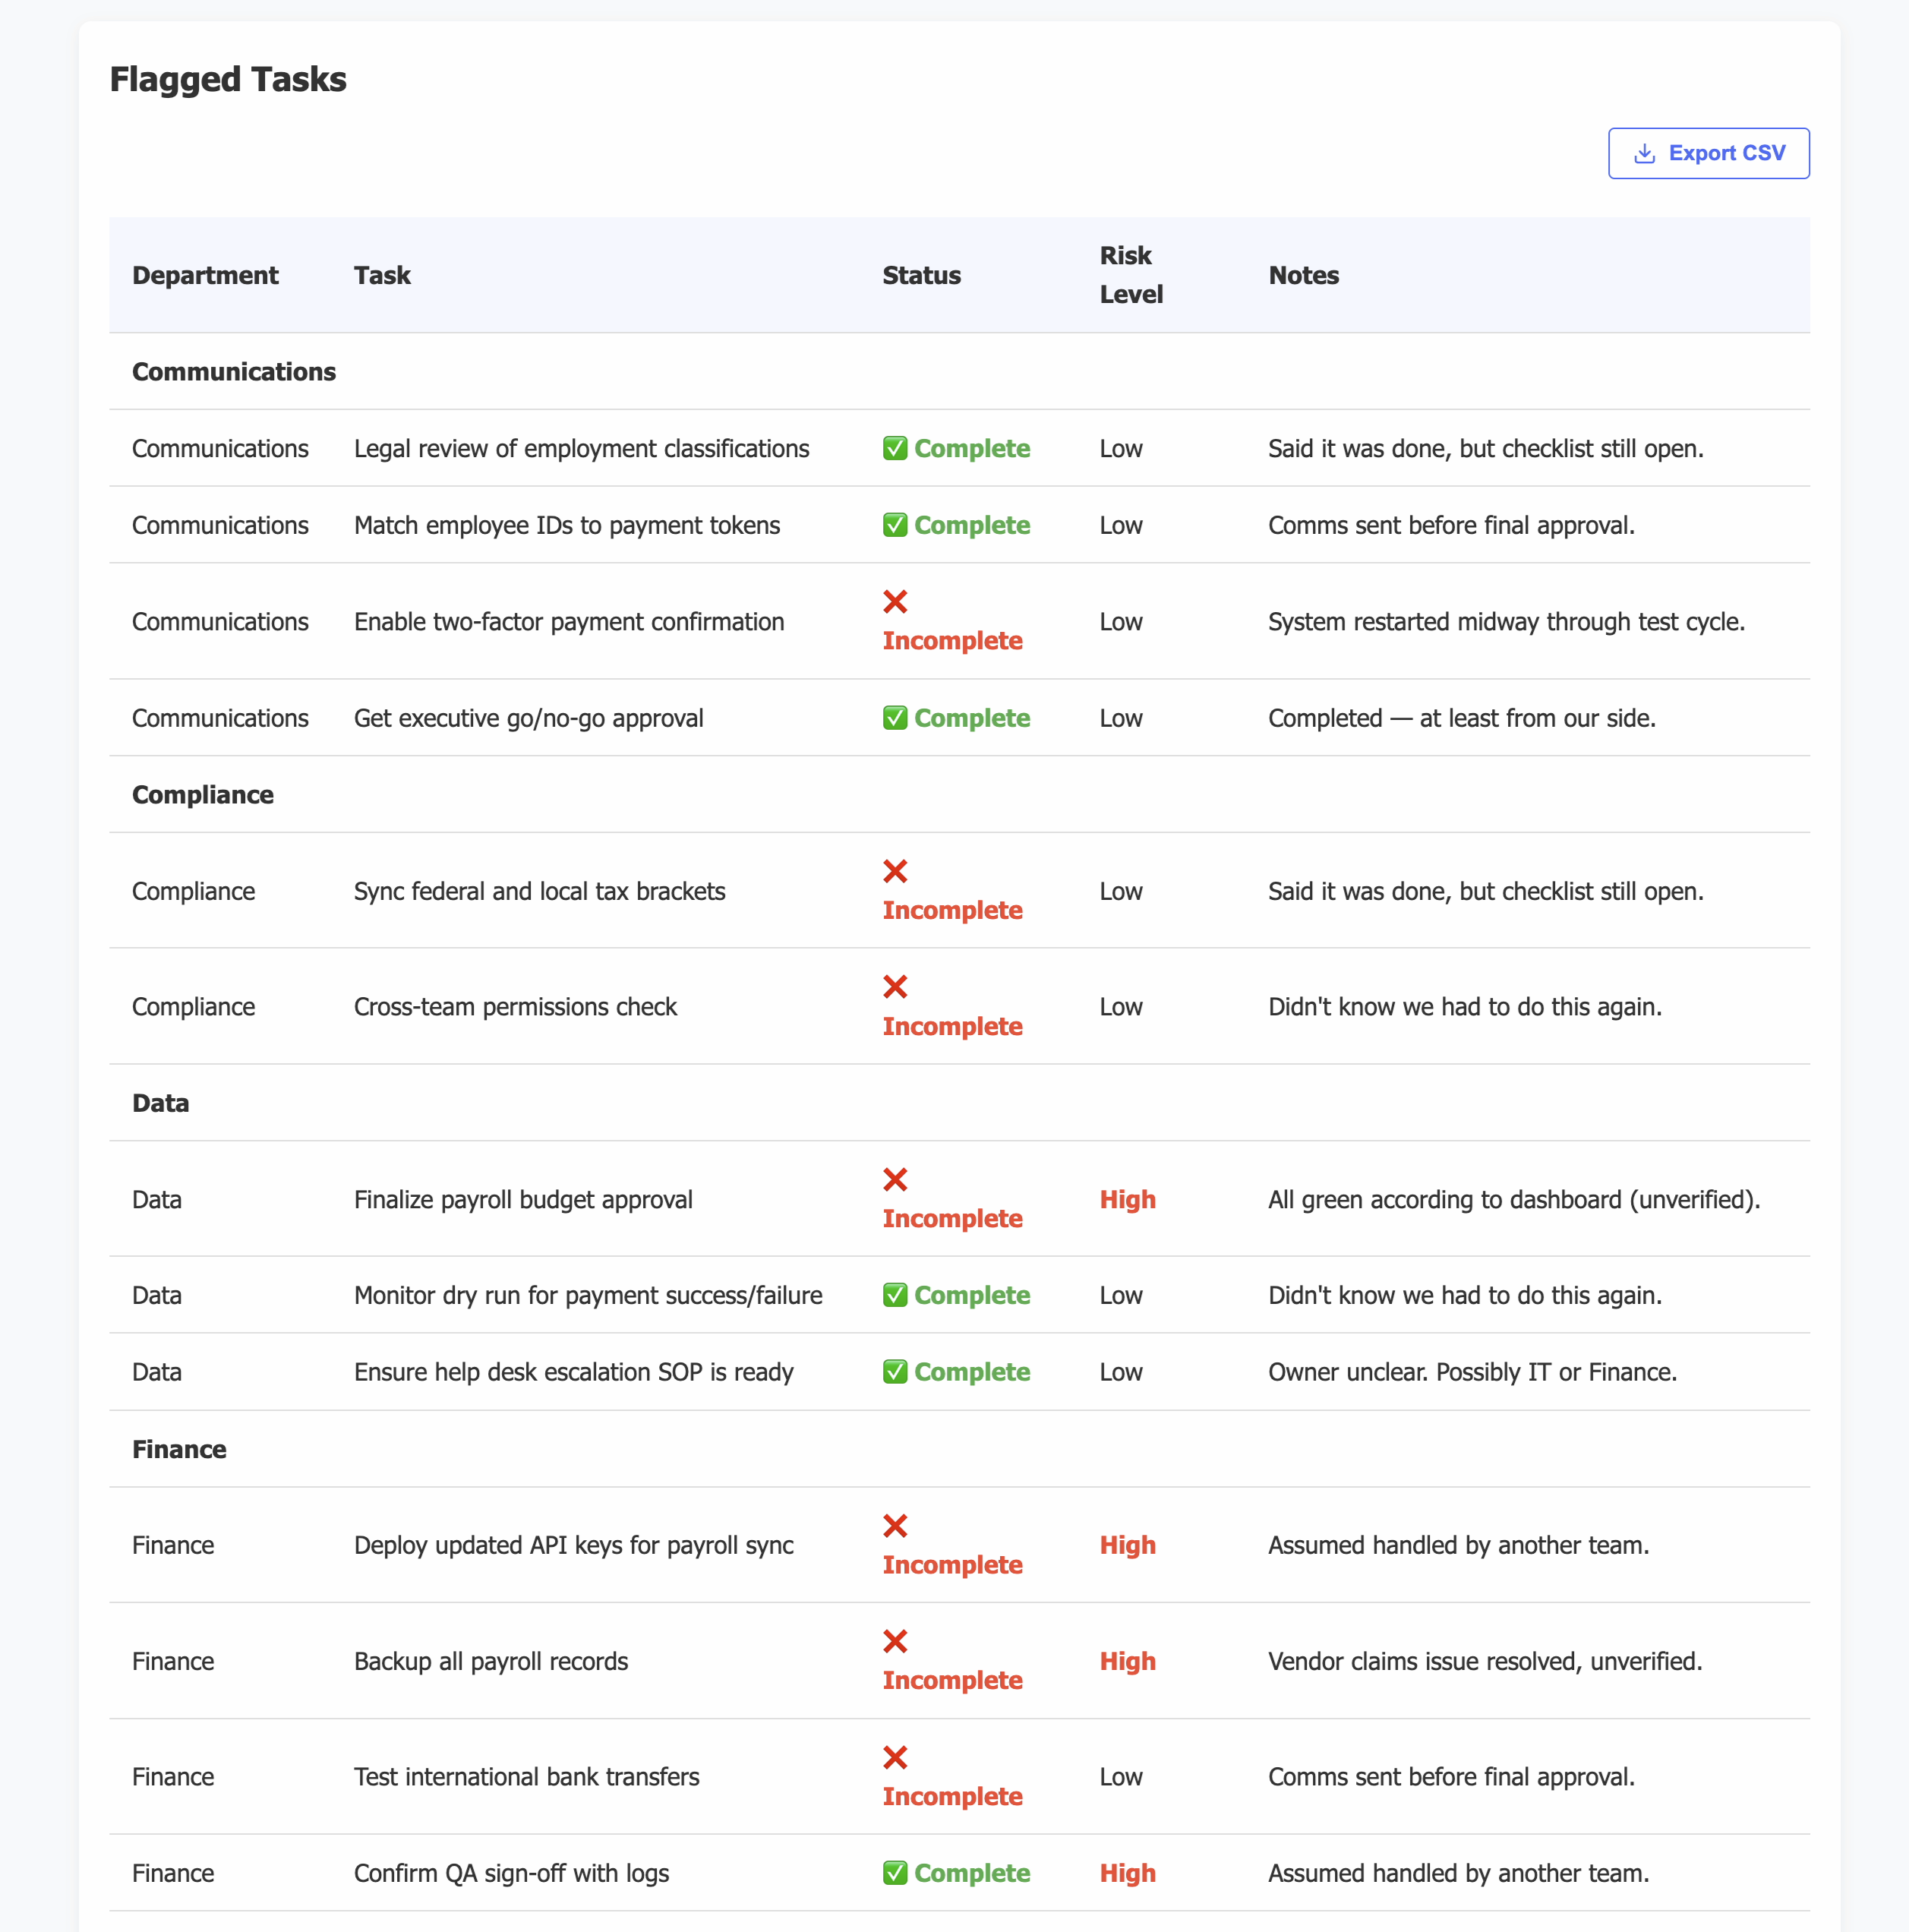 Flagged Tasks
Export CSV
Department Task Status Risk Level Notes
Communications
Communications Legal review of employment classifications ✅ Complete Low Said it was done, but checklist still open.
Communications Match employee IDs to payment tokens ✅ Complete Low Comms sent before final approval.
Communications Enable two-factor payment confirmation ❌ Incomplete Low System restarted midway through test cycle.
Communications Get executive go/no-go approval ✅ Complete Low Completed — at least from our side.
Compliance
Compliance Sync federal and local tax brackets ❌ Incomplete Low Said it was done, but checklist still open.
Compliance Cross-team permissions check ❌ Incomplete Low Didn't know we had to do this again.
Data
Data Finalize payroll budget approval ❌ Incomplete High All green according to dashboard (unverified).
Data Monitor dry run for payment success/failure ✅ Complete Low Didn't know we had to do this again.
Data Ensure help desk escalation SOP is ready ✅ Complete Low Owner unclear. Possibly IT or Finance.
Finance
Finance Deploy updated API keys for payroll sync ❌ Incomplete High Assumed handled by another team.
Finance Backup all payroll records ❌ Incomplete High Vendor claims issue resolved, unverified.
Finance Test international bank transfers ❌ Incomplete Low Comms sent before final approval.
Finance Confirm QA sign-off with logs ✅ Complete High Assumed handled by another team.